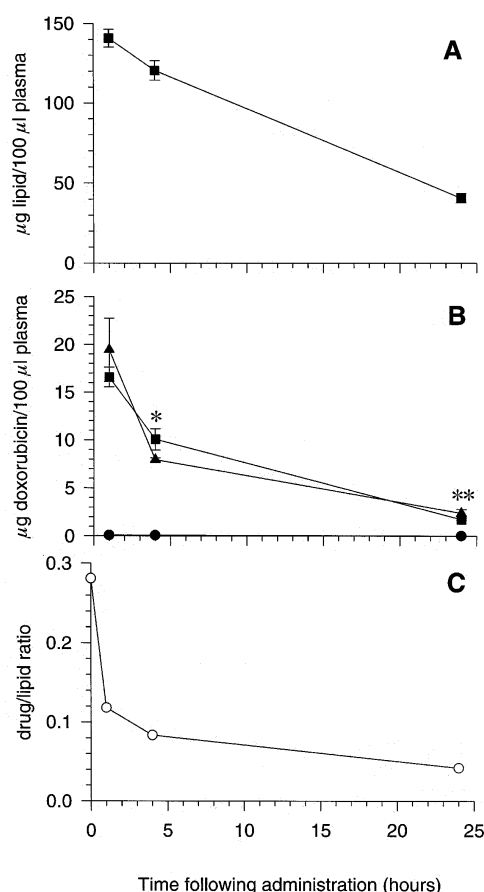 A
µg lipid/100 µl plasma
150
100
50
0
B
µg doxorubicin/100 µl plasma
25
20
15
10
5
0
*
**
C
drug/lipid ratio
0.3
0.2
0.1
0.0
0 5 10 15 20 25
Time following administration (hours)